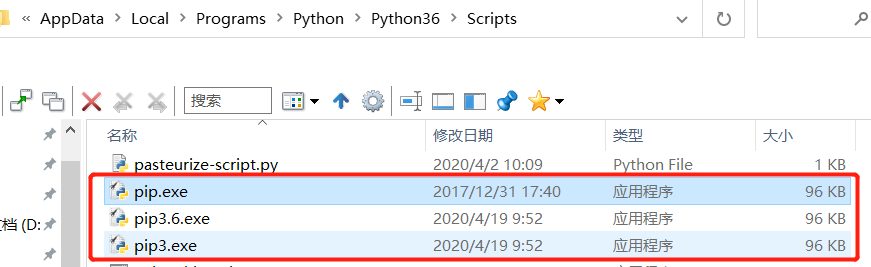 « AppData > Local > Programs > Python > Python36 > Scripts
搜索
名称 修改日期 类型 大小
pasteurize-script.py 2020/4/2 10:09 Python File 1 KB
pip.exe 2017/12/31 17:40 应用程序 96 KB
pip3.6.exe 2020/4/19 9:52 应用程序 96 KB
文档 (D:
pip3.exe 2020/4/19 9:52 应用程序 96 KB